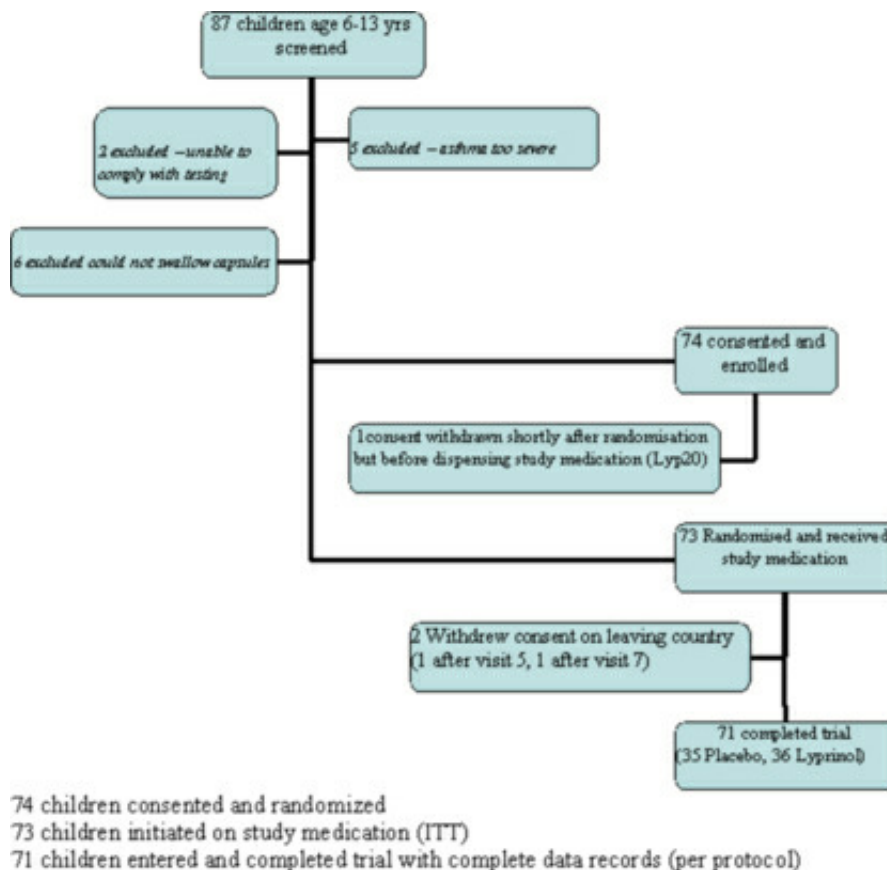 87 children age 6-13 yrs
screened
2 excluded – unable to
comply with testing
5 excluded – asthma too severe
6 excluded could not swallow capsules
74 consented and
enrolled
1consent withdrawn shortly after randomisation
but before dispensing study medication (Lyp20)
73 Randomised and received
study medication
2 Withdrew consent on leaving country
(1 after visit 5, 1 after visit 7)
71 completed trial
(35 Placebo, 36 Lyprinol)
74 children consented and randomized
73 children initiated on study medication (ITT)
71 children entered and completed trial with complete data records (per protocol)